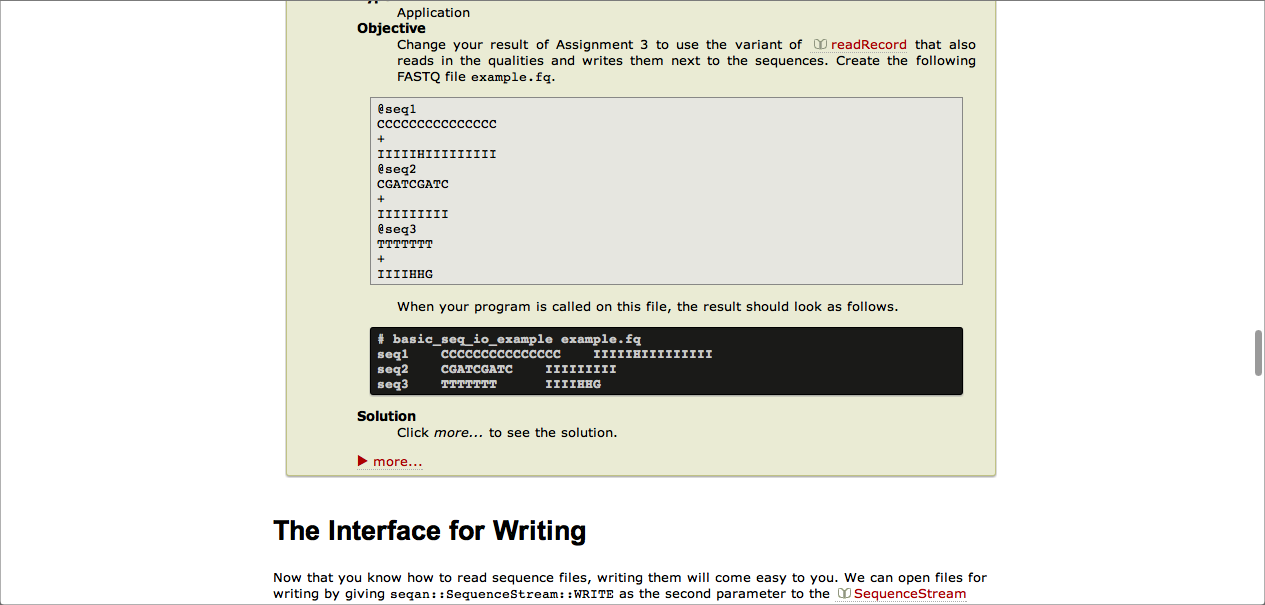 Application
Objective
Change your result of Assignment 3 to use the variant of readRecord that also
reads in the qualities and writes them next to the sequences. Create the following
FASTQ file example.fq.
@seq1
CCCCCCCCCCCCCCC
+
IIIIIHIIIIIIIII
@seq2
CGATCGATC
+
IIIIIIIII
@seq3
TTTTTTT
+
IIIIHHG
When your program is called on this file, the result should look as follows.
# basic_seq_io_example example.fq
seq1    CCCCCCCCCCCCCCC    IIIIIHIIIIIIIII
seq2    CGATCGATC    IIIIIIIII
seq3    TTTTTTT      IIIIHHG
Solution
Click more... to see the solution.
more...
The Interface for Writing
Now that you know how to read sequence files, writing them will come easy to you. We can open files for
writing by giving seqan::SequenceStream::WRITE as the second parameter to the SequenceStream